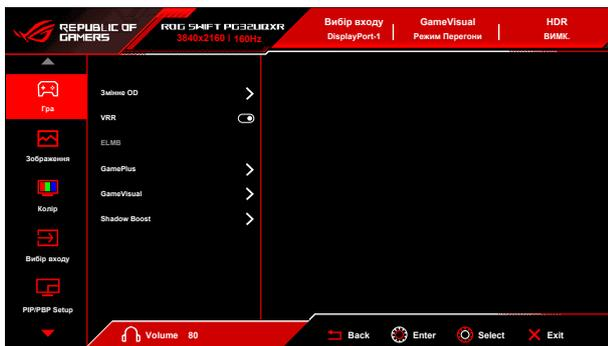 REPUBLIC OF
GAMERS
ROG SWIFT PG32UQXR
3840x2160 | 160Hz
Вибір входу
DisplayPort-1
GameVisual
Режим Перегони
HDR
ВИМК.
Гра
Зображення
Колір
Вибір входу
PIP/PBP Setup
Змінне OD
VRR
ELMB
GamePlus
GameVisual
Shadow Boost
Volume 80
Back
Enter
Select
Exit